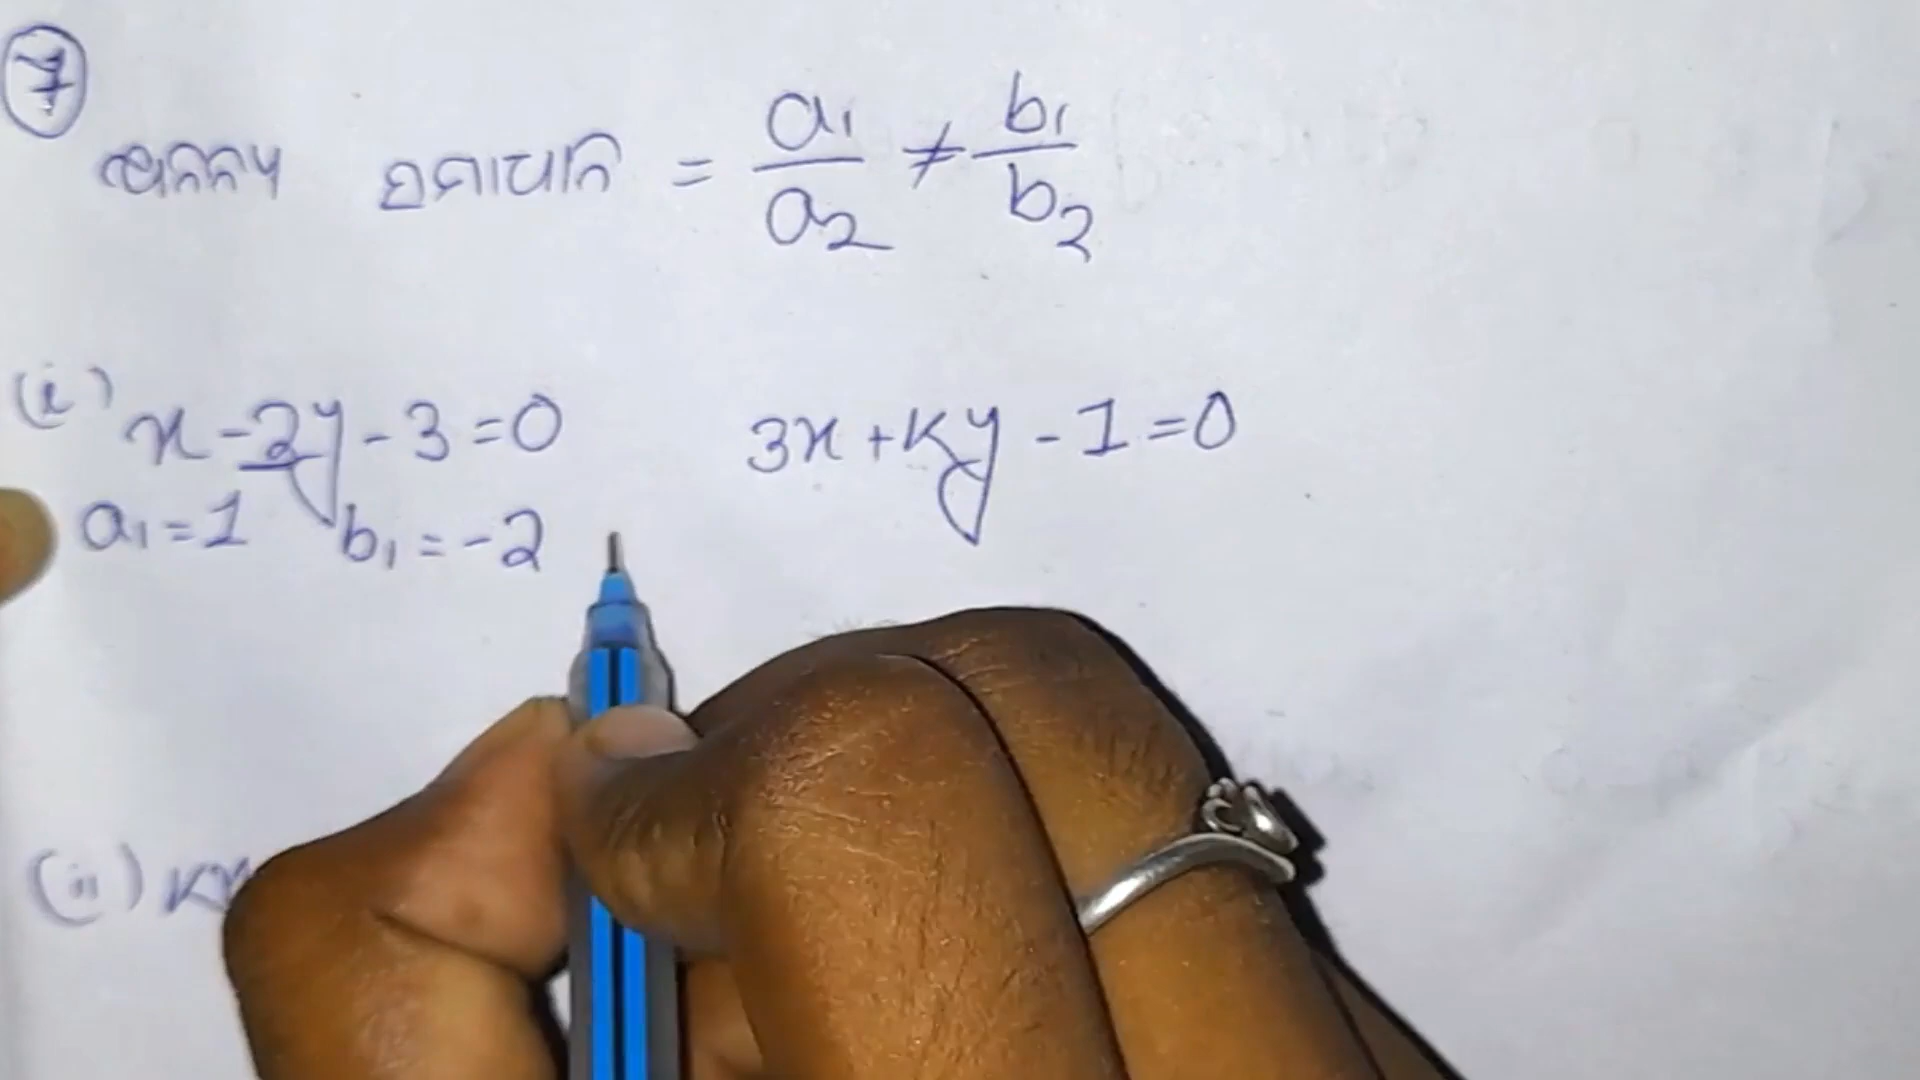 7
ଅନନ୍ୟ ସମାଧାନ = a₁/a₂ ≠ b₁/b₂
(i) x - 2y - 3 = 0 3x + ky - 1 = 0
a₁ = 1 b₁ = -2
(ii) kx